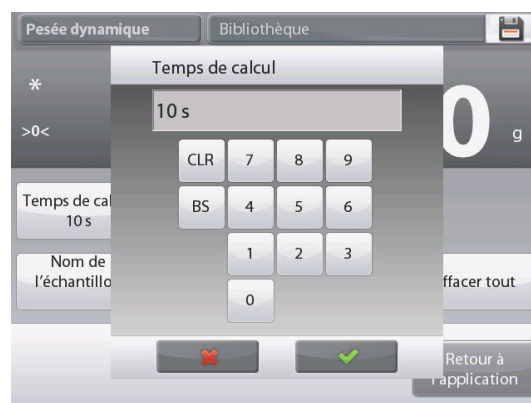 Pesée dynamique
Bibliothèque
Temps de calcul
10 s
*
>0<
0
g
CLR 7 8 9
BS 4 5 6
1 2 3
0
Temps de cal
10 s
Nom de
l'échantillo
ffacer tout
Retour à
l'application